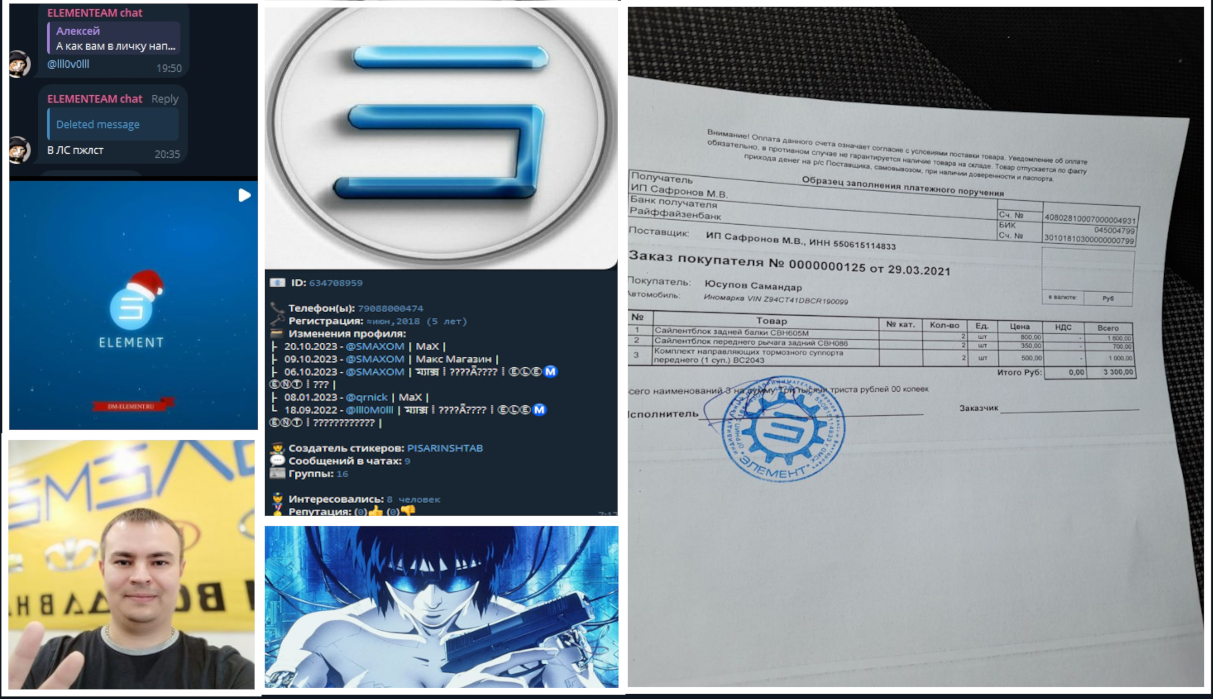 ELEMENTEAM chat
Алексей
А как вам в личку нап...
@lll0v0lll
19:50
ELEMENTEAM chat Reply
Deleted message
В ЛС пжлст
20:35
ELEMENT
DM-ELEMENT.RU
ID: 634708959
Телефон(ы): 79088000474
Регистрация: ≈июн,2018 (5 лет)
Изменения профиля:
├ 20.10.2023 - @SMAXOM | MaX |
├ 09.10.2023 - @SMAXOM | Макс Магазин |
├ 06.10.2023 - @SMAXOM | मैक्स | ????Ã???? | ⒺⓁⒺⓂ
ⒺⓃⓉ | ??? |
├ 08.01.2023 - @qrnick | MaX |
└ 18.09.2022 - @lll0M0lll | मैक्स | ????Ã???? | ⒺⓁⒺⓂ
ⒺⓃⓉ | ???????????? |
Создатель стикеров: PISARINSHTAB
Сообщений в чатах: 9
Группы: 16
Интересовались: 8 человек
Репутация: (0)👍 (0)👎
Внимание! Оплата данного счета означает согласие с условиями поставки товара. Уведомление об оплате
обязательно, в противном случае не гарантируется наличие товара на складе. Товар отпускается по факту
прихода денег на р/с Поставщика, самовывозом, при наличии доверенности и паспорта.
Образец заполнения платежного поручения
Получатель
ИП Сафронов М.В.
Сч. № 40802810007000004931
Банк получателя
БИК 045004799
Райффайзенбанк
Сч. № 30101810300000000799
Поставщик: ИП Сафронов М.В., ИНН 550615114833
Заказ покупателя № 0000000125 от 29.03.2021
Покупатель: Юсупов Самандар
Автомобиль: Иномарка VIN Z94CT41DBCR190099
в валюте: Руб
№ Товар № кат. Кол-во Ед. Цена НДС Всего
1 Сайлентблок задней балки CBH605M 2 шт 800,00 - 1 600,00
2 Сайлентблок переднего рычага задний CBH086 2 шт 350,00 - 700,00
3 Комплект направляющих тормозного суппорта переднего (1 суп.) BC2043 2 шт 500,00 - 1 000,00
Итого Руб: 0,00 3 300,00
сего наименований 3 на сумму Три тысячи триста рублей 00 копеек
Исполнитель
Заказчик
ЭЛЕМЕНТ